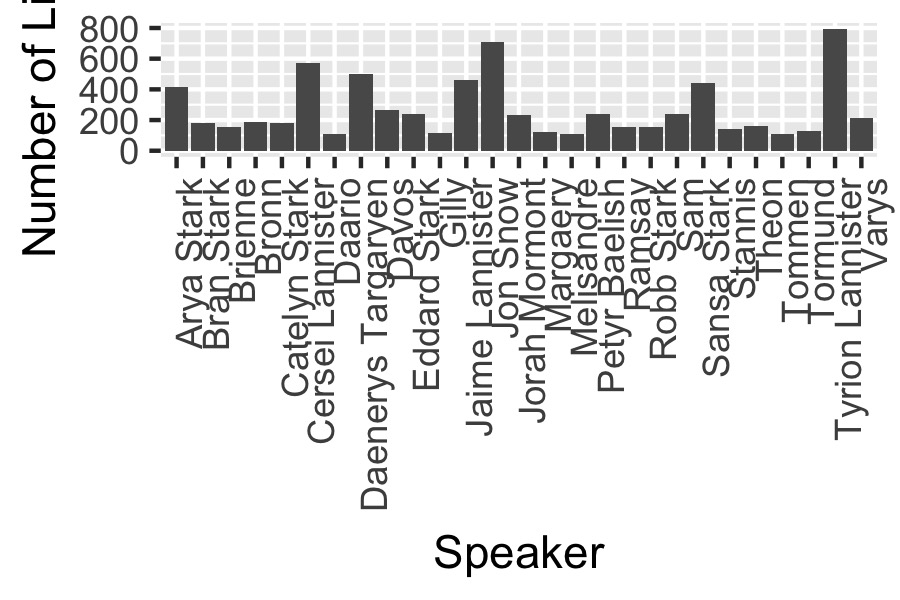 Number of Li
800
600
400
200
0
Arya Stark
Bran Stark
Brienne
Bronn
Catelyn Stark
Cersei Lannister
Daario
Daenerys Targaryen
Davos
Eddard Stark
Gilly
Jaime Lannister
Jon Snow
Jorah Mormont
Margaery
Melisandre
Petyr Baelish
Ramsay
Robb Stark
Sam
Sansa Stark
Stannis
Theon
Tommen
Tormund
Tyrion Lannister
Varys
Speaker